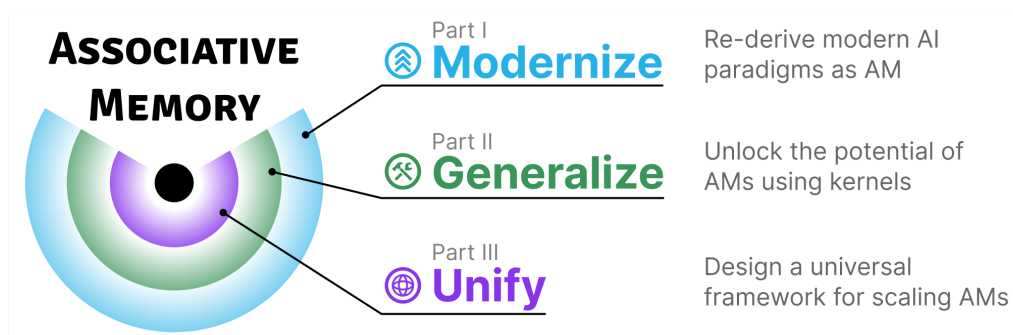 ASSOCIATIVE
MEMORY
Part I
Modernize
Re-derive modern AI
paradigms as AM
Part II
Generalize
Unlock the potential of
AMs using kernels
Part III
Unify
Design a universal
framework for scaling AMs